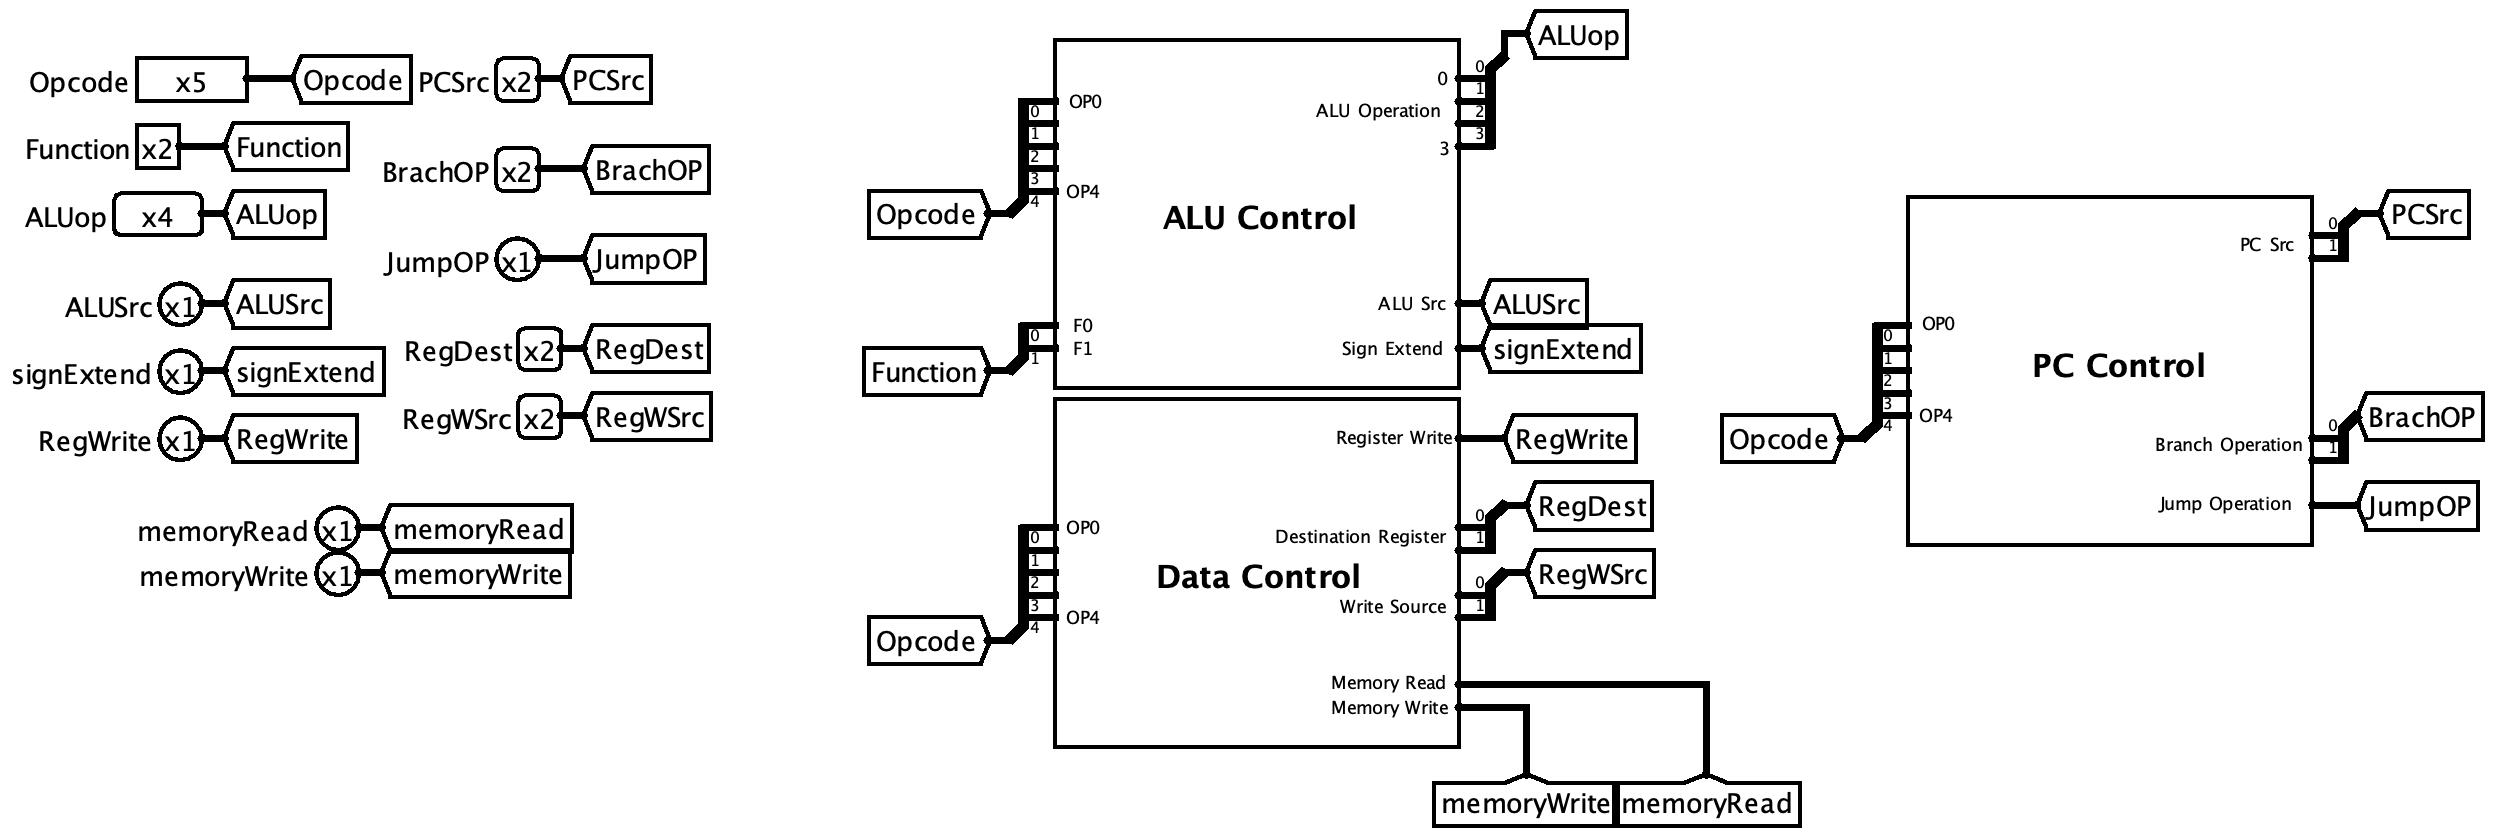 Opcode x5 Opcode
PCSrc x2 PCSrc
Function x2 Function
BrachOP x2 BrachOP
ALUop x4 ALUop
JumpOP x1 JumpOP
ALUSrc x1 ALUSrc
RegDest x2 RegDest
signExtend x1 signExtend
RegWSrc x2 RegWSrc
RegWrite x1 RegWrite
memoryRead x1 memoryRead
memoryWrite x1 memoryWrite
ALU Control
Opcode
0
1
2
3
4
OP0
OP4
Function
0
1
F0
F1
0
ALU Operation
3
0
1
2
3
ALUop
ALU Src
ALUSrc
Sign Extend
signExtend
Data Control
Opcode
0
1
2
3
4
OP0
OP4
Register Write
RegWrite
Destination Register
0
1
RegDest
Write Source
0
1
RegWSrc
Memory Read
Memory Write
memoryWrite
memoryRead
PC Control
Opcode
0
1
2
3
4
OP0
OP4
PC Src
0
1
PCSrc
Branch Operation
0
1
BrachOP
Jump Operation
JumpOP